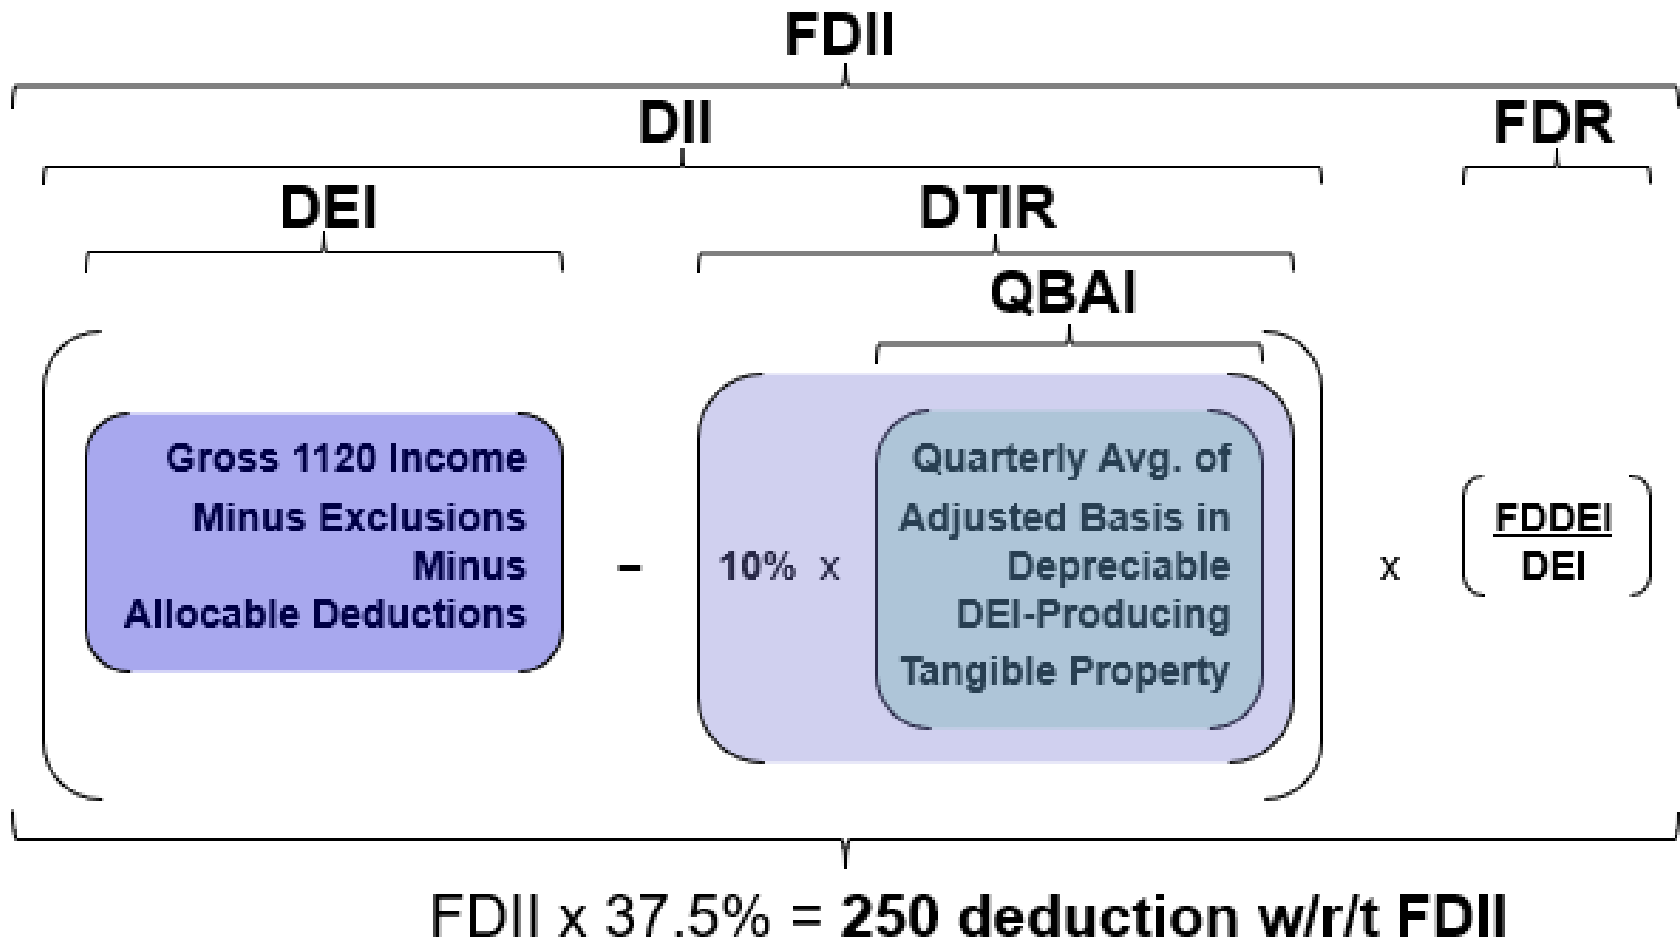 FDII
DII
FDR
DEI
DTIR
QBAI
Gross 1120 Income
Minus Exclusions
Minus
Allocable Deductions
–
10% x
Quarterly Avg. of
Adjusted Basis in
Depreciable
DEI-Producing
Tangible Property
x
FDDEI
DEI
FDII x 37.5% = 250 deduction w/r/t FDII